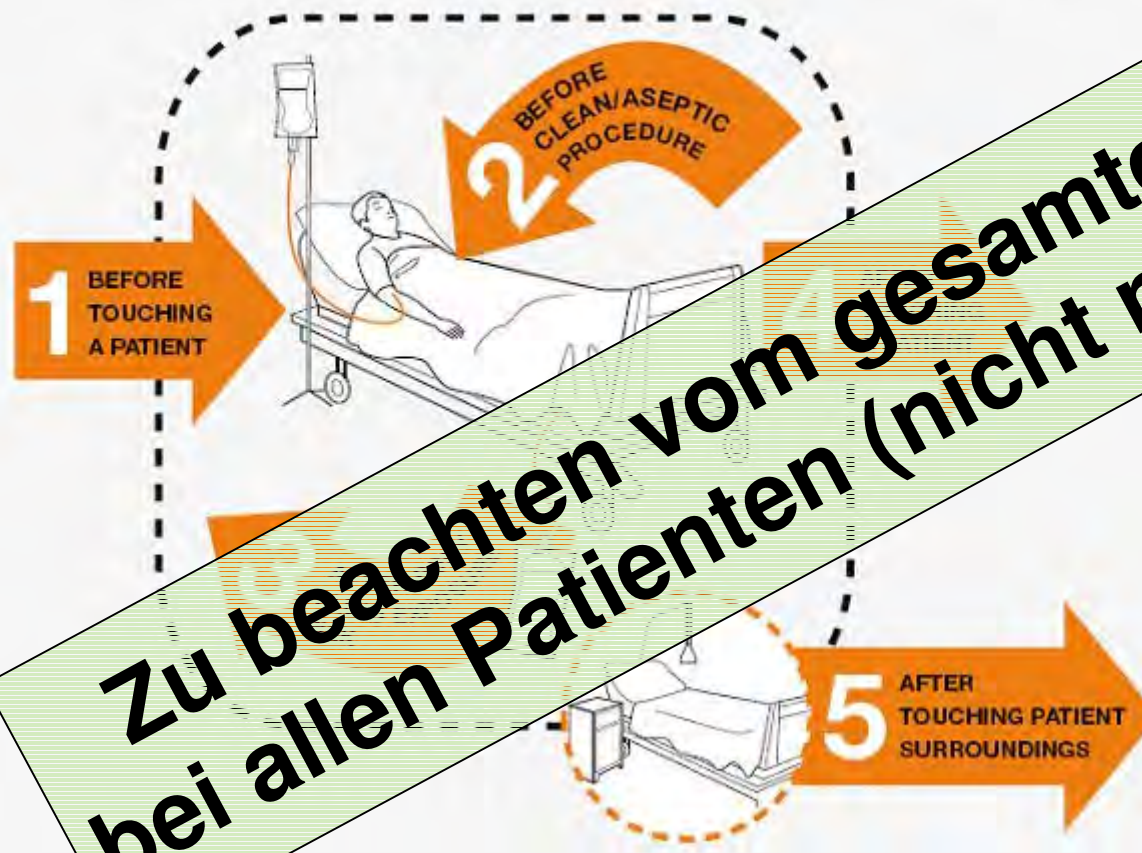 1
BEFORE
TOUCHING
A PATIENT
2
BEFORE
CLEAN/ASEPTIC
PROCEDURE
Zu beachten vom
bei allen Patienten (nicht
5
AFTER
TOUCHING PATIENT
SURROUNDINGS